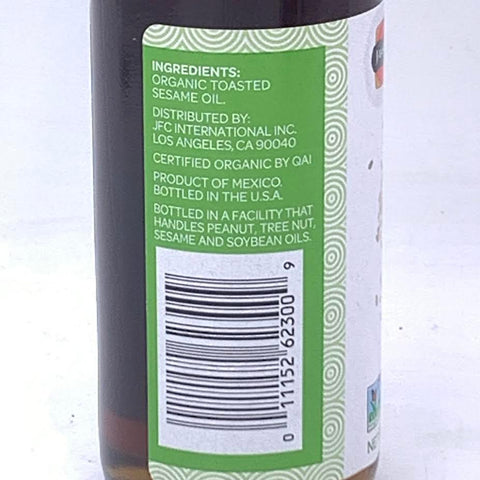 INGREDIENTS:
ORGANIC TOASTED
SESAME OIL.
DISTRIBUTED BY:
JFC INTERNATIONAL INC.
LOS ANGELES, CA 90040
CERTIFIED ORGANIC BY QAI
PRODUCT OF MEXICO.
BOTTLED IN THE U.S.A.
BOTTLED IN A FACILITY THAT
HANDLES PEANUT, TREE NUT,
SESAME AND SOYBEAN OILS.
0 11152 62300 9